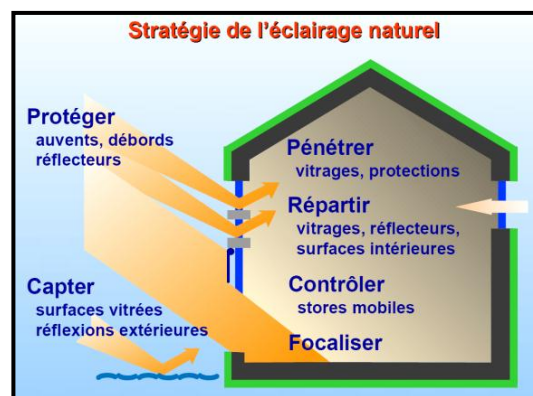 Stratégie de l'éclairage naturel
Protéger
auvents, débords
réflecteurs
Capter
surfaces vitrées
réflexions extérieures
Pénétrer
vitrages, protections
Répartir
vitrages, réflecteurs,
surfaces intérieures
Contrôler
stores mobiles
Focaliser